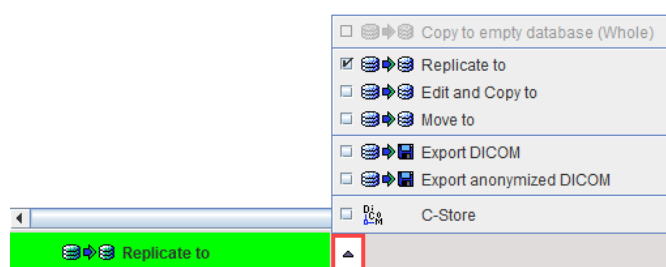 Copy to empty database (Whole)
Replicate to
Edit and Copy to
Move to
Export DICOM
Export anonymized DICOM
DiCoM C-Store
Replicate to